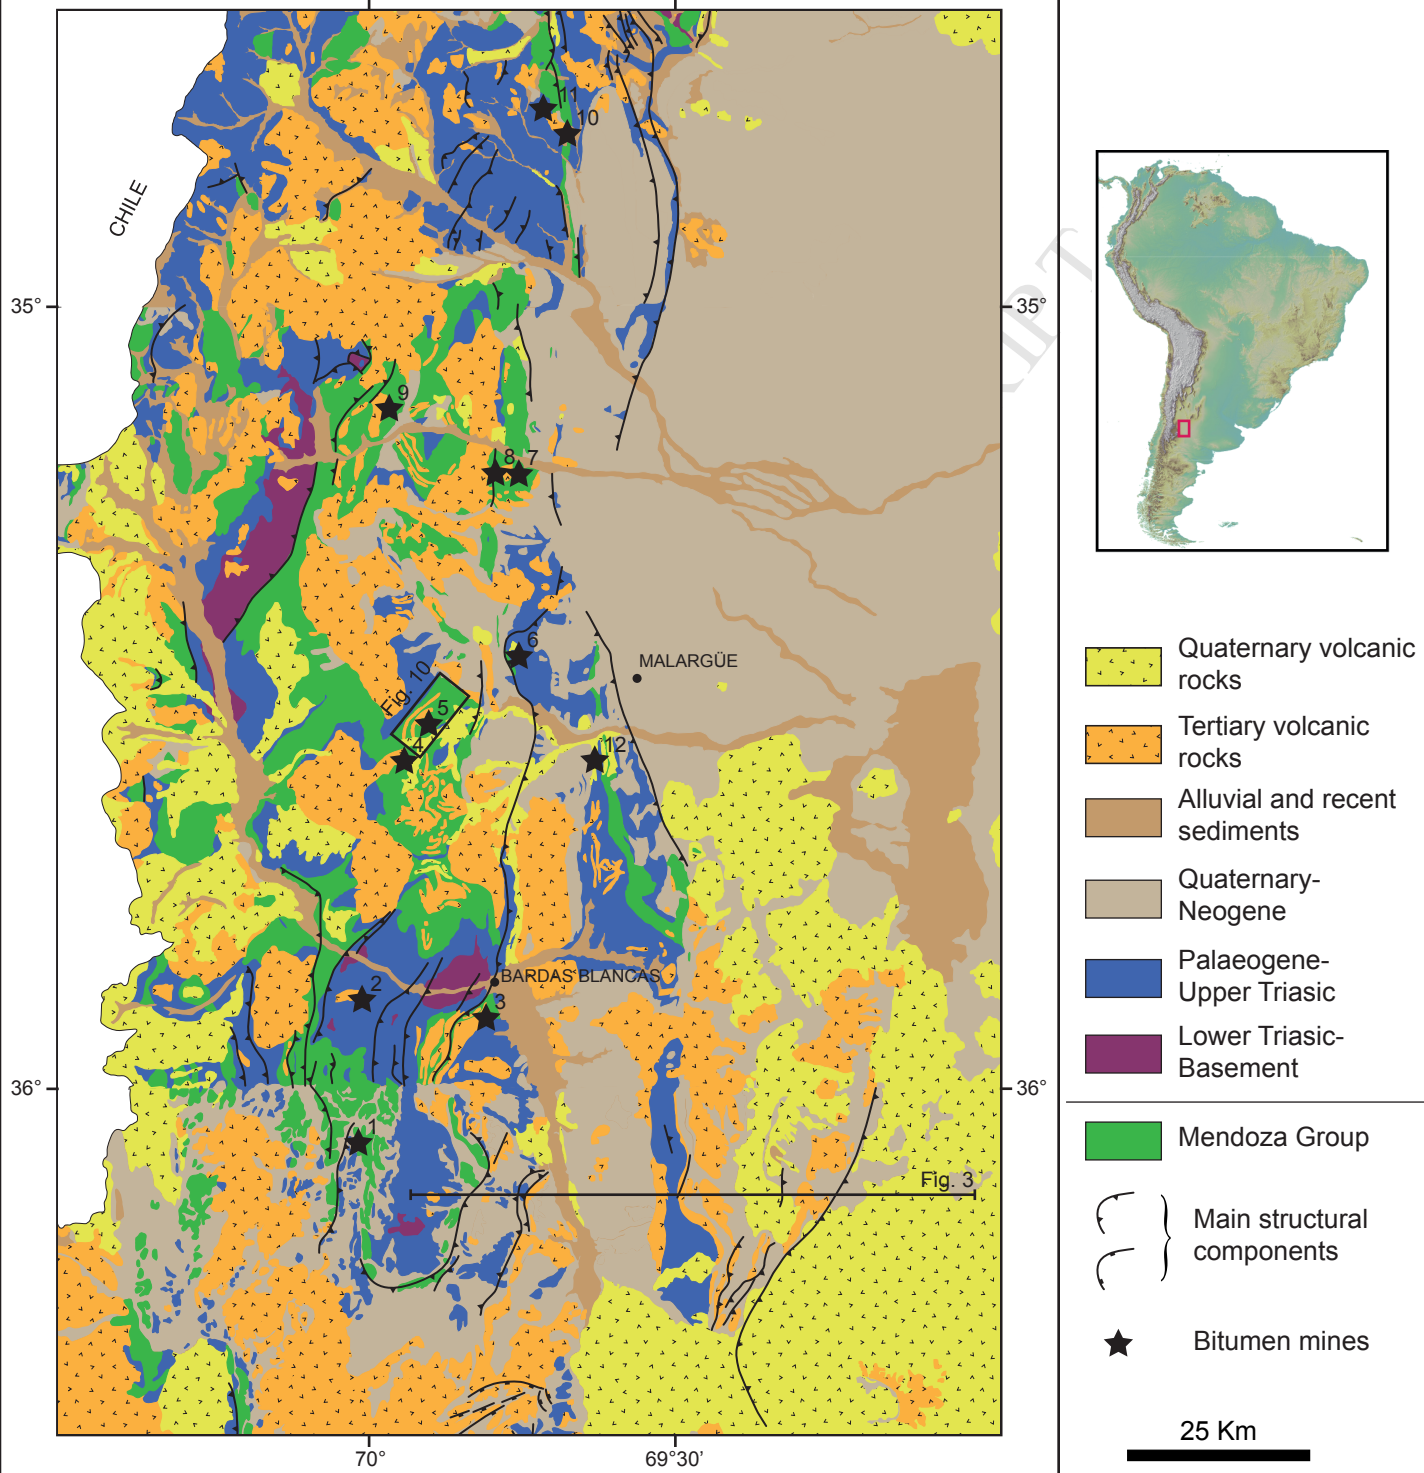 CHILE
11
10
35°
35°
9
8
7
6
MALARGÜE
Fig. 10
5
4
12
2
BARDAS BLANCAS
3
36°
36°
1
Fig. 3
70°
69°30'
RIPT
Quaternary volcanic
rocks
Tertiary volcanic
rocks
Alluvial and recent
sediments
Quaternary-
Neogene
Palaeogene-
Upper Triasic
Lower Triasic-
Basement
Mendoza Group
Main structural
components
Bitumen mines
25 Km